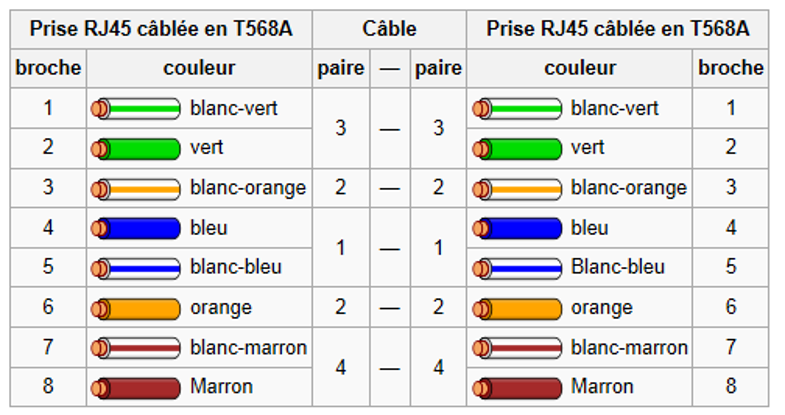 Prise RJ45 câblée en T568A Câble Prise RJ45 câblée en T568A
broche couleur paire — paire couleur broche
1 blanc-vert 3 — 3 blanc-vert 1
2 vert vert 2
3 blanc-orange 2 — 2 blanc-orange 3
4 bleu 1 — 1 bleu 4
5 blanc-bleu Blanc-bleu 5
6 orange 2 — 2 orange 6
7 blanc-marron 4 — 4 blanc-marron 7
8 Marron Marron 8